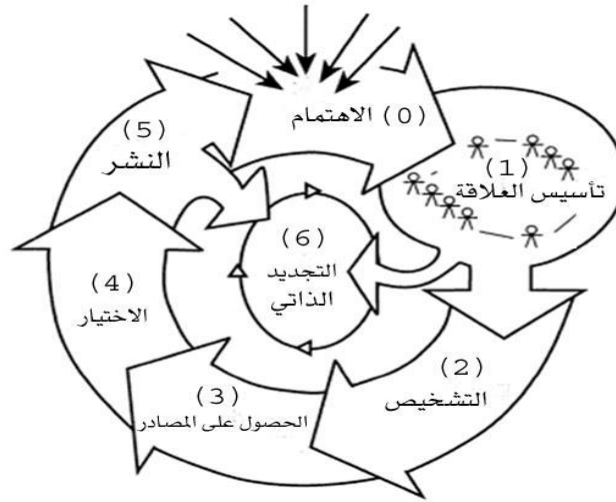 (0) الاهتمام
(1)
تأسيس العلاقة
(2)
التشخيص
(3)
الحصول على المصادر
(4)
الاختيار
(5)
النشر
(6)
التجديد
الذاتي